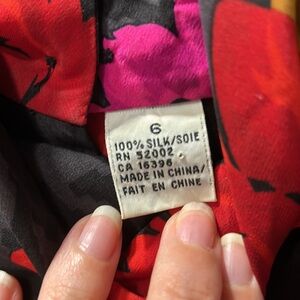 6
100% SILK/SOIE
RN 52002
CA 16396
MADE IN CHINA/
FAIT EN CHINE